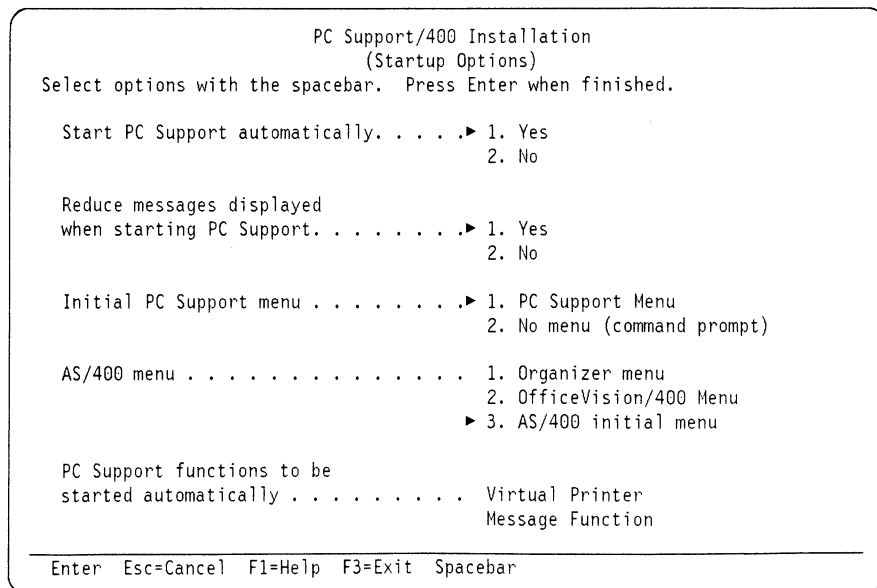 PC Support/400 Installation
(Startup Options)
Select options with the spacebar. Press Enter when finished.
Start PC Support automatically. . . . .► 1. Yes
2. No
Reduce messages displayed
when starting PC Support. . . . . . . .► 1. Yes
2. No
Initial PC Support menu . . . . . . . .► 1. PC Support Menu
2. No menu (command prompt)
AS/400 menu . . . . . . . . . . . . . . 1. Organizer menu
2. OfficeVision/400 Menu
► 3. AS/400 initial menu
PC Support functions to be
started automatically . . . . . . . . . Virtual Printer
Message Function
Enter Esc=Cancel F1=Help F3=Exit Spacebar